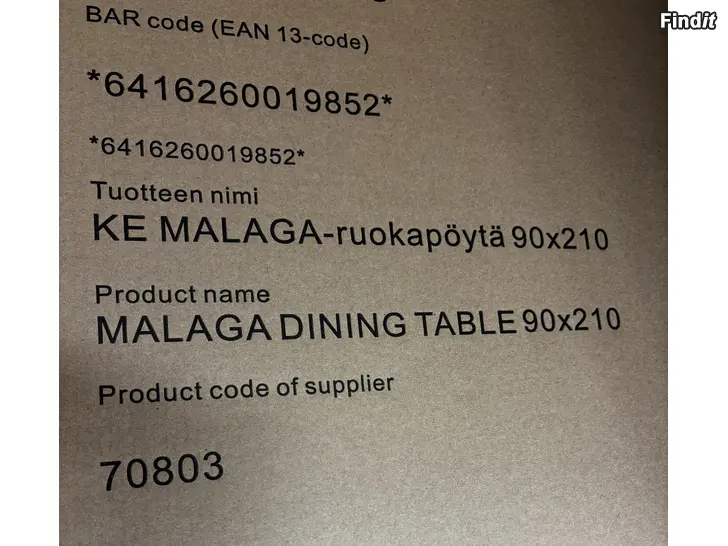 Findit
BAR code (EAN 13-code)
*6416260019852*
*6416260019852*
Tuotteen nimi
KE MALAGA-ruokapöytä 90x210
Product name
MALAGA DINING TABLE 90x210
Product code of supplier
70803